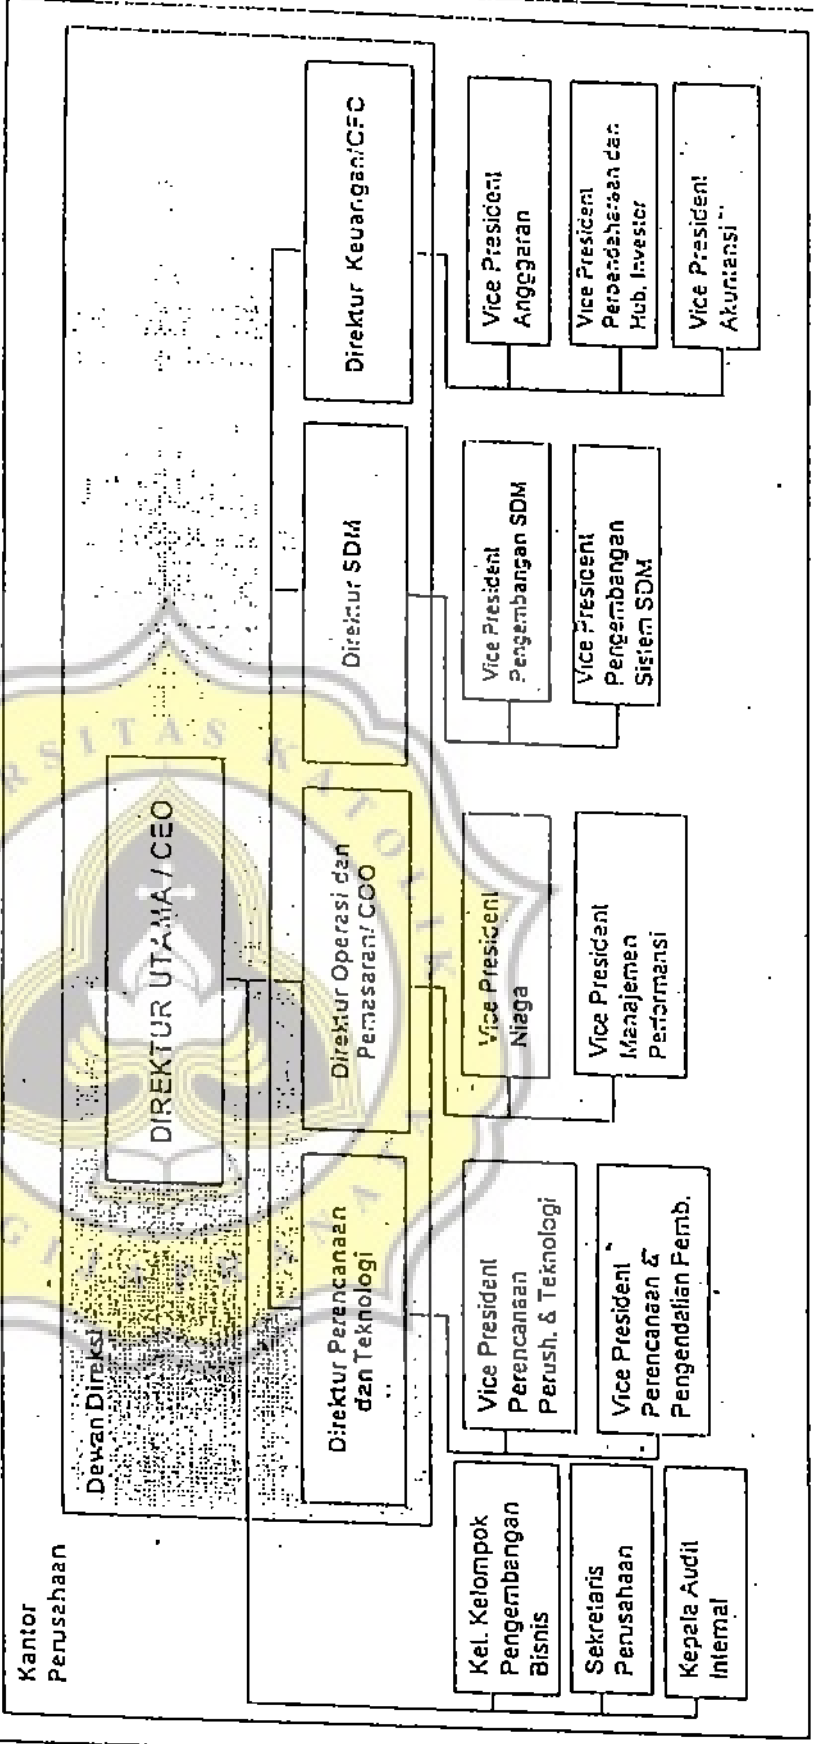 Kantor
Perusahaan
Dewan Direksi
DIREKTUR UTAMA / CEO
Direktur Perencanaan
dan Teknologi
Direktur Operasi dan
Pemasaran/ COO
Direktur SDM
Direktur Keuangan/CFO
Kel. Kelompok
Pengembangan
Bisnis
Sekretaris
Perusahaan
Kepala Audit
Internal
Vice President
Perencanaan
Perush. & Teknologi
Vice President
Perencanaan &
Pengendalian Pemb.
Vice President
Niaga
Vice President
Manajemen
Performansi
Vice President
Pengembangan SDM
Vice President
Pengembangan
Sistem SDM
Vice President
Anggaran
Vice President
Perbendaharaan dan
Hub. Investor
Vice President
Akuntansi
RSITAS KATOLIK
GIJAPRANATA